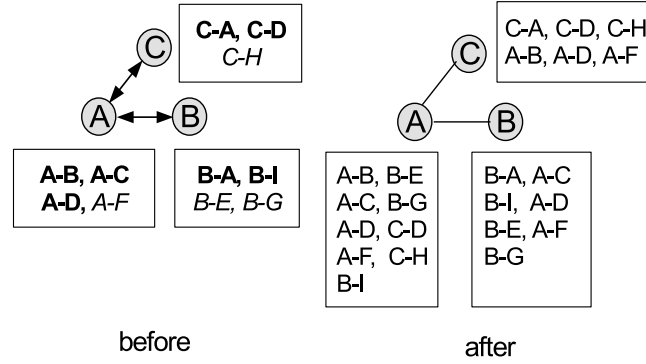 C
C-A, C-D
C-H
A
B
A-B, A-C
A-D, A-F
B-A, B-I
B-E, B-G
before
C
C-A, C-D, C-H
A-B, A-D, A-F
A
B
A-B, B-E
A-C, B-G
A-D, C-D
A-F, C-H
B-I
B-A, A-C
B-I, A-D
B-E, A-F
B-G
after